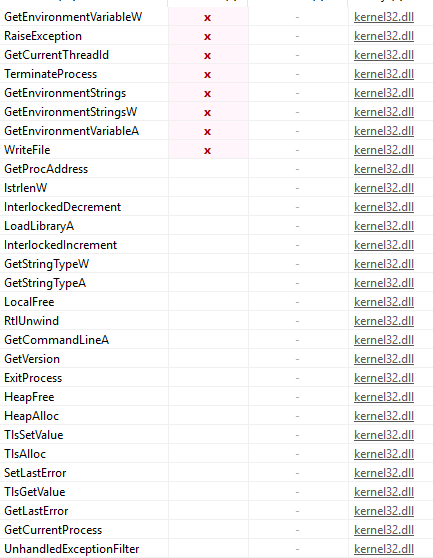 GetEnvironmentVariableW x - kernel32.dll
RaiseException x - kernel32.dll
GetCurrentThreadId x - kernel32.dll
TerminateProcess x - kernel32.dll
GetEnvironmentStrings x - kernel32.dll
GetEnvironmentStringsW x - kernel32.dll
GetEnvironmentVariableA x - kernel32.dll
WriteFile x - kernel32.dll
GetProcAddress - kernel32.dll
lstrlenW - kernel32.dll
InterlockedDecrement - kernel32.dll
LoadLibraryA - kernel32.dll
InterlockedIncrement - kernel32.dll
GetStringTypeW - kernel32.dll
GetStringTypeA - kernel32.dll
LocalFree - kernel32.dll
RtlUnwind - kernel32.dll
GetCommandLineA - kernel32.dll
GetVersion - kernel32.dll
ExitProcess - kernel32.dll
HeapFree - kernel32.dll
HeapAlloc - kernel32.dll
TlsSetValue - kernel32.dll
TlsAlloc - kernel32.dll
SetLastError - kernel32.dll
TlsGetValue - kernel32.dll
GetLastError - kernel32.dll
GetCurrentProcess - kernel32.dll
UnhandledExceptionFilter - kernel32.dll